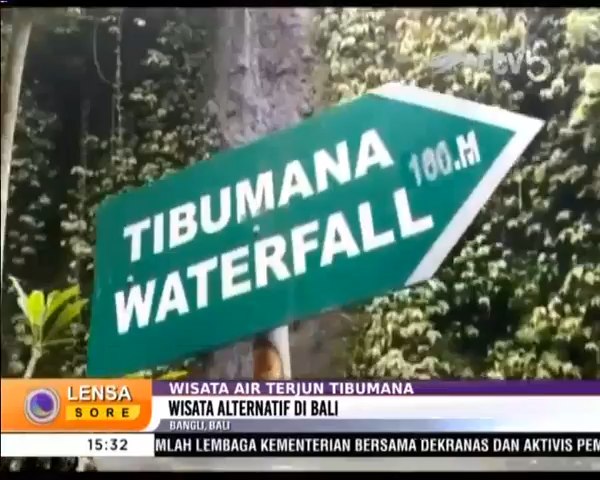 TIBUMANA
WATERFALL
100.M
LENSA
SORE
WISATA AIR TERJUN TIBUMANA
WISATA ALTERNATIF DI BALI
BANGLI, BALI
15:32
MLAH LEMBAGA KEMENTERIAN BERSAMA DEKRANAS DAN AKTIVIS PEM